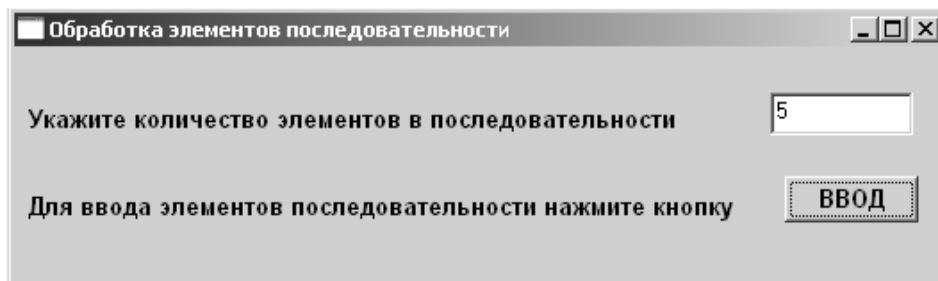 Обработка элементов последовательности
Укажите количество элементов в последовательности 5
Для ввода элементов последовательности нажмите кнопку ВВОД